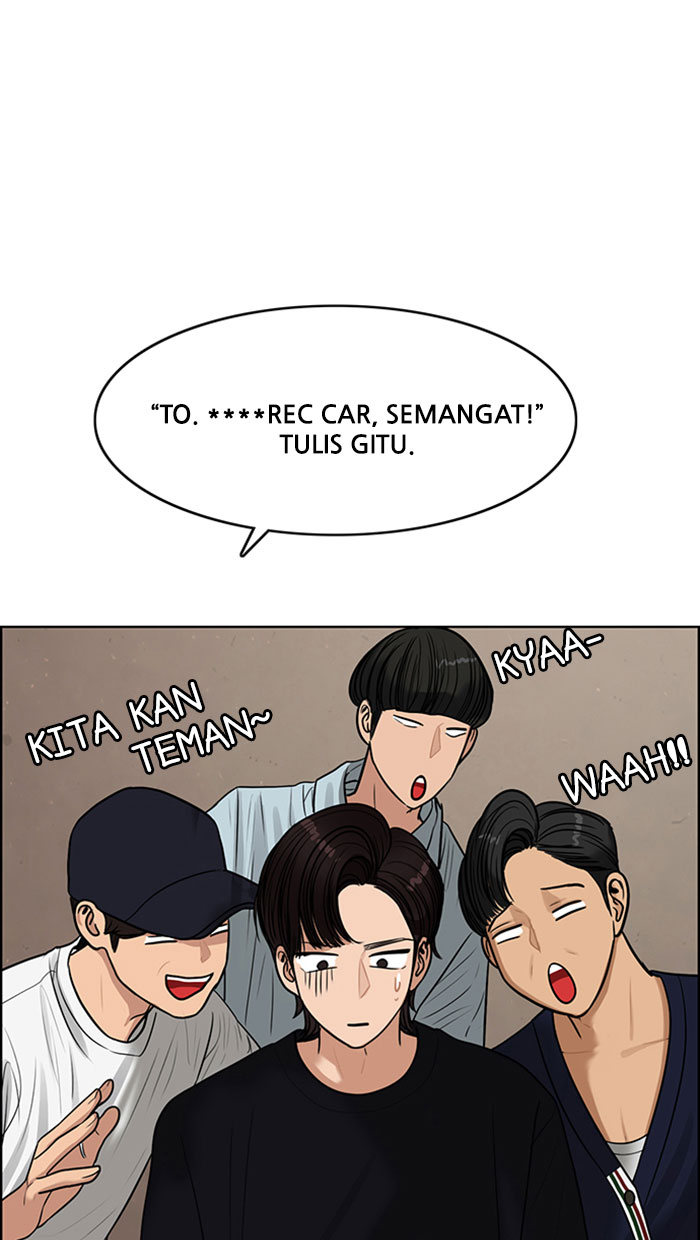 “TO. ****REC CAR, SEMANGAT!”
TULIS GITU.
KYAA-
KITA KAN
TEMAN~
WAAH!!